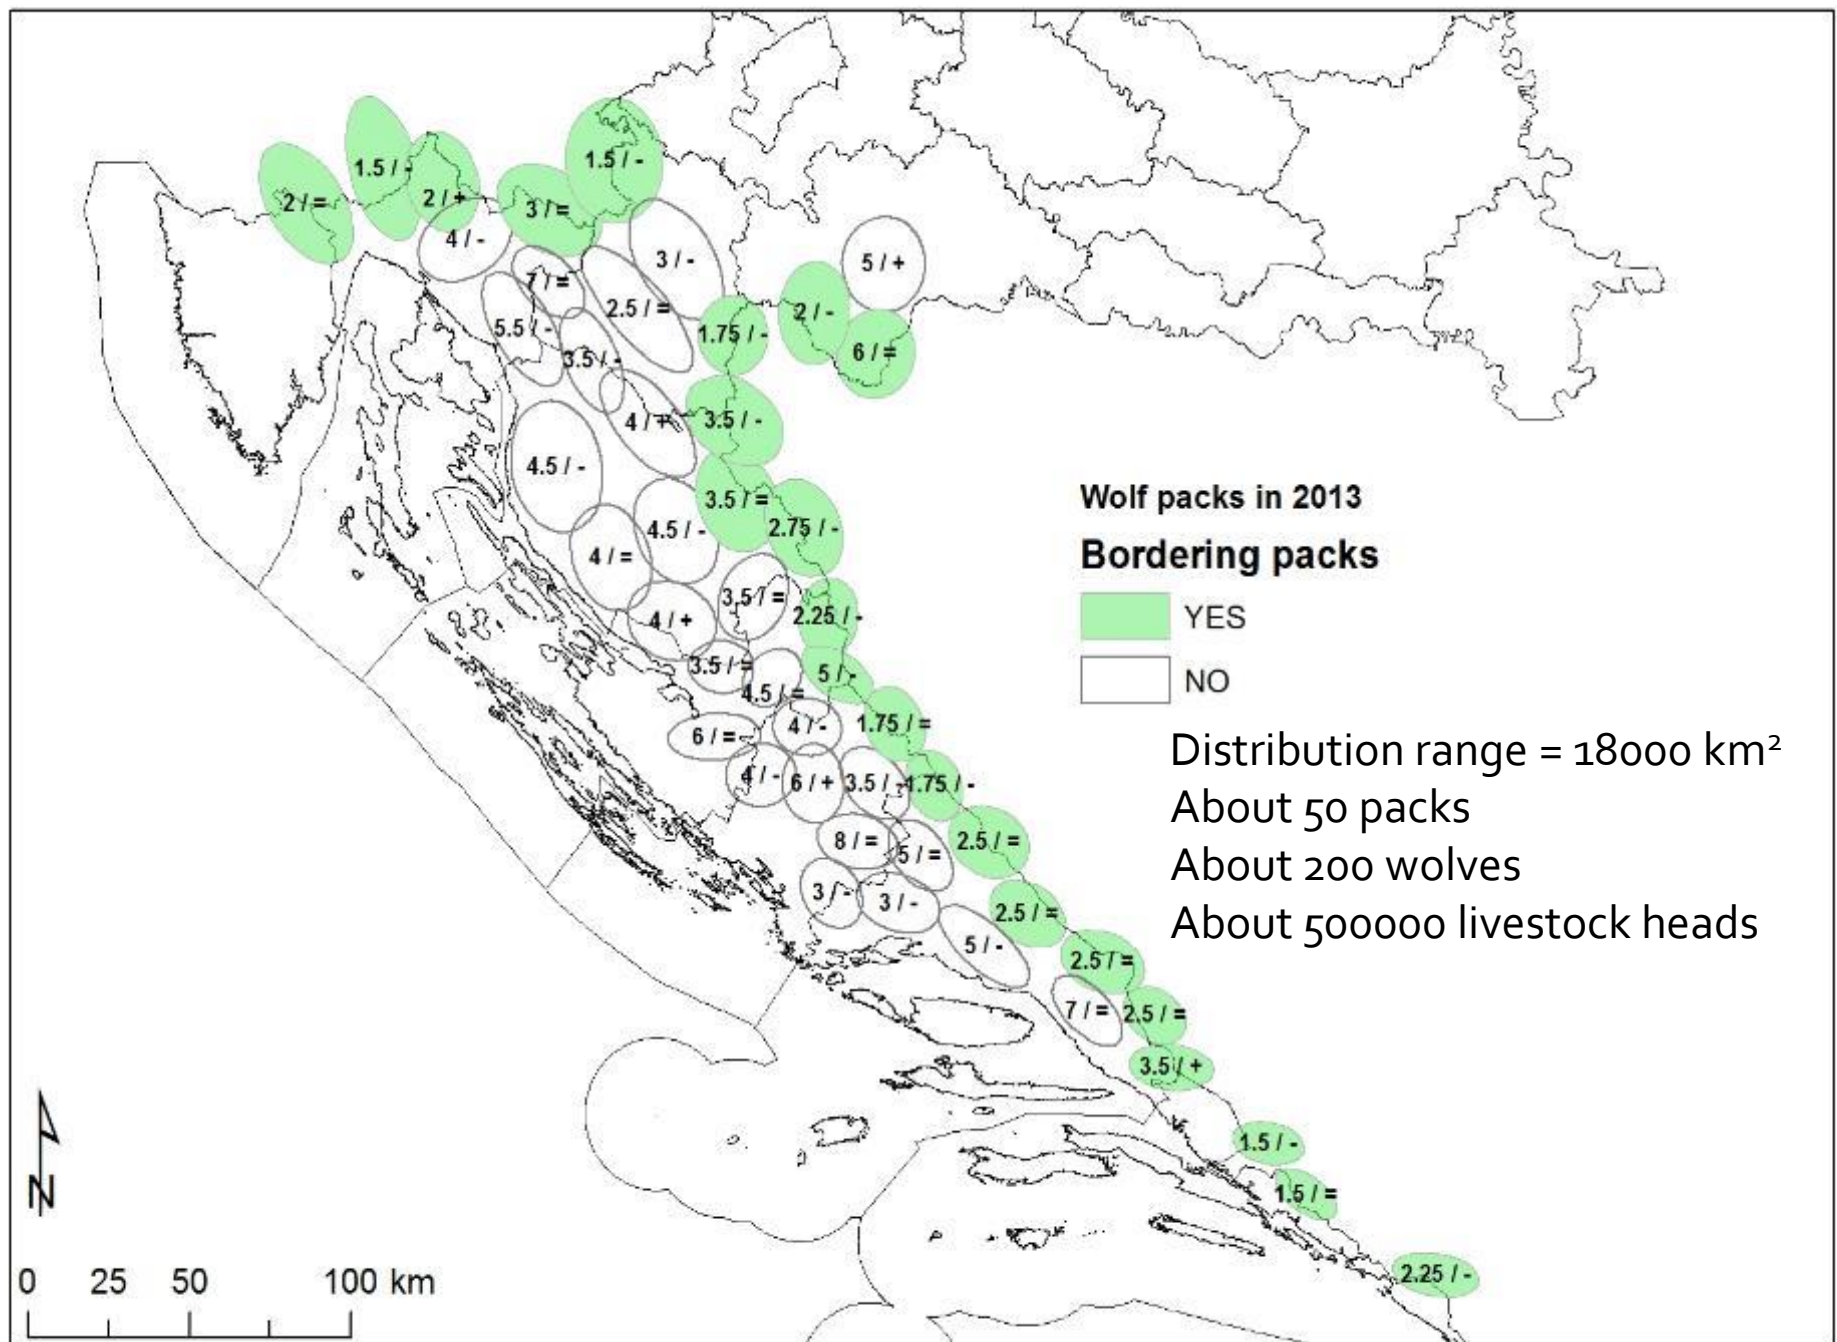 1.5 / -
1.5 / -
2 / =
2 / +
3 / =
4 / -
3 / -
5 / +
7 / =
2.5 / =
5.5 / -
1.75 / -
2 / -
3.5 / -
6 / =
4 / +
3.5 / -
4.5 / -
3.5 / =
4.5 / -
2.75 / -
4 / =
3.5 / =
4 / +
2.25 / -
3.5 / =
4.5 / =
5 / -
6 / =
4 / -
1.75 / =
4 / -
6 / +
3.5 / -
1.75 / -
8 / =
5 / =
2.5 / =
3 / -
3 / -
2.5 / =
5 / -
2.5 / =
7 / =
2.5 / =
3.5 / +
1.5 / -
1.5 / =
2.25 / -
Wolf packs in 2013
Bordering packs
YES
NO
Distribution range = 18000 km²
About 50 packs
About 200 wolves
About 500000 livestock heads
N
0 25 50 100 km